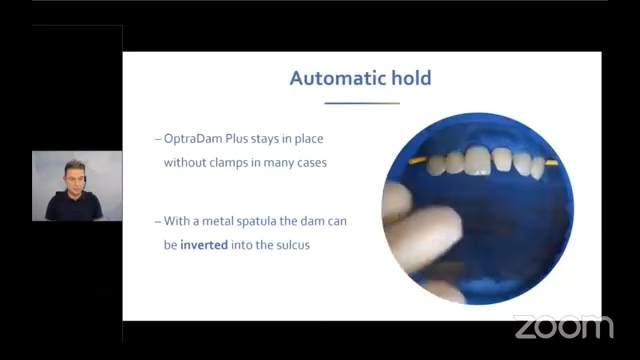 Automatic hold
– OptraDam Plus stays in place
without clamps in many cases
– With a metal spatula the dam can
be inverted into the sulcus
zoom